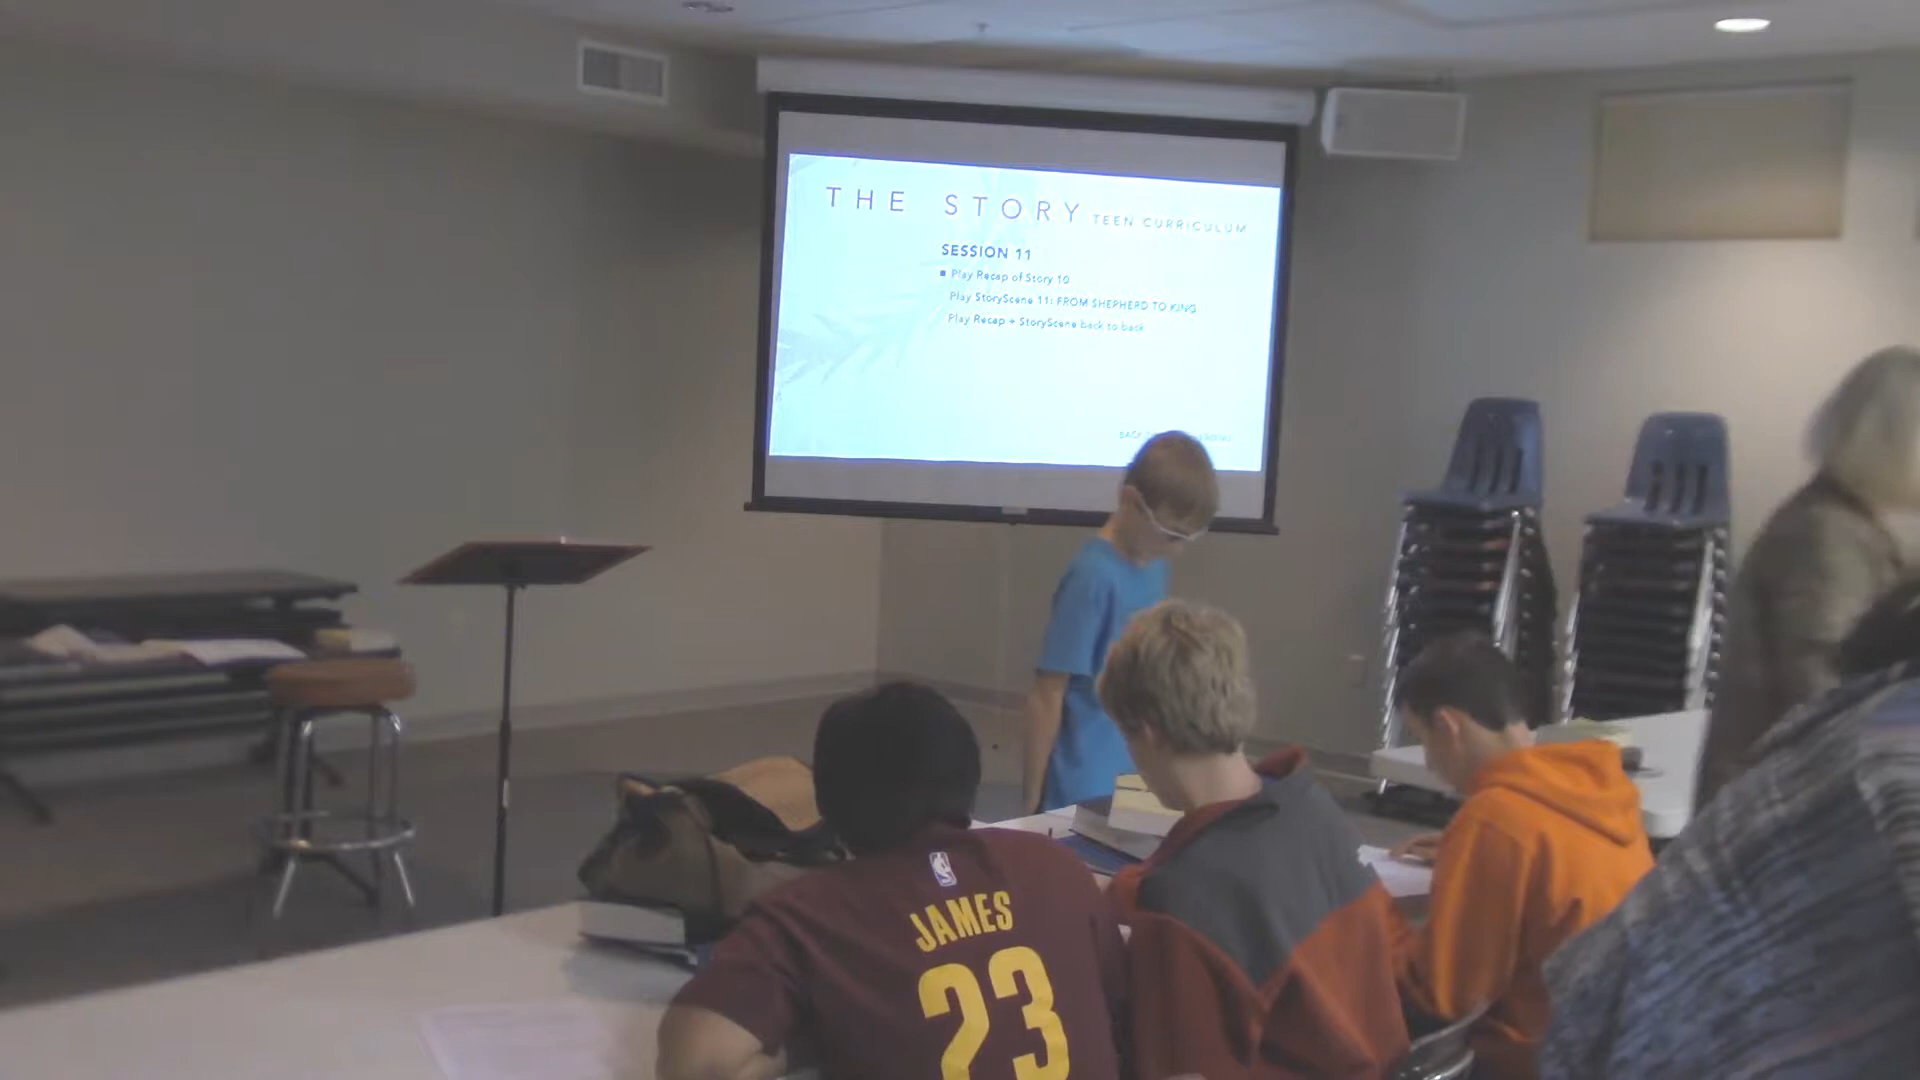 THE STORY TEEN CURRICULUM
SESSION 11
Play Recap of Story 10
Play StoryScene 11: FROM SHEPHERD TO KING
Play Recap + StoryScene back to back
BACK
JAMES
23